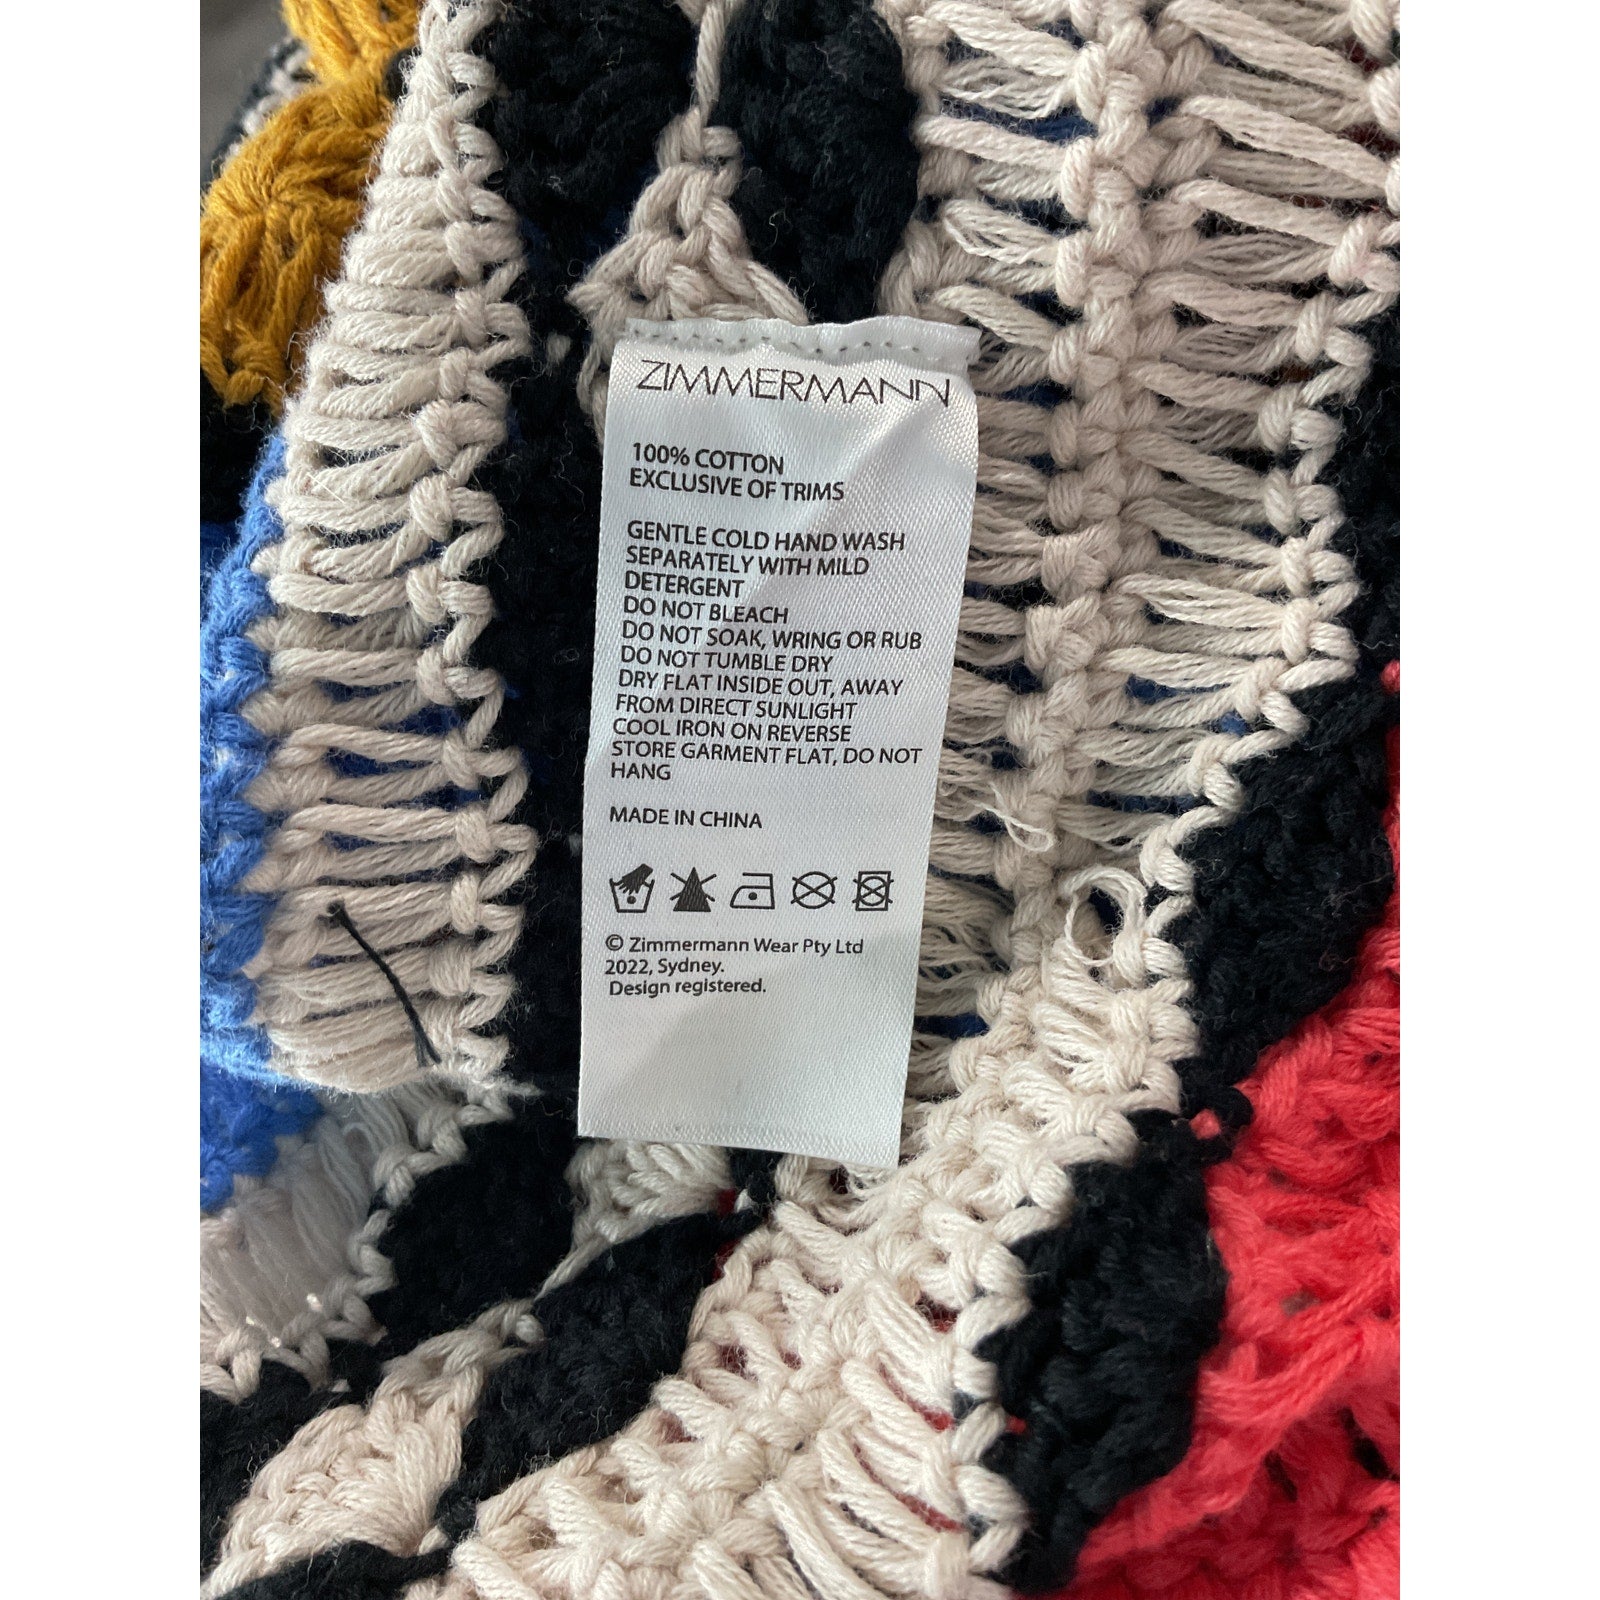 ZIMMERMANN
100% COTTON
EXCLUSIVE OF TRIMS
GENTLE COLD HAND WASH
SEPARATELY WITH MILD
DETERGENT
DO NOT BLEACH
DO NOT SOAK, WRING OR RUB
DO NOT TUMBLE DRY
DRY FLAT INSIDE OUT, AWAY
FROM DIRECT SUNLIGHT
COOL IRON ON REVERSE
STORE GARMENT FLAT, DO NOT
HANG
MADE IN CHINA
© Zimmermann Wear Pty Ltd
2022, Sydney.
Design registered.